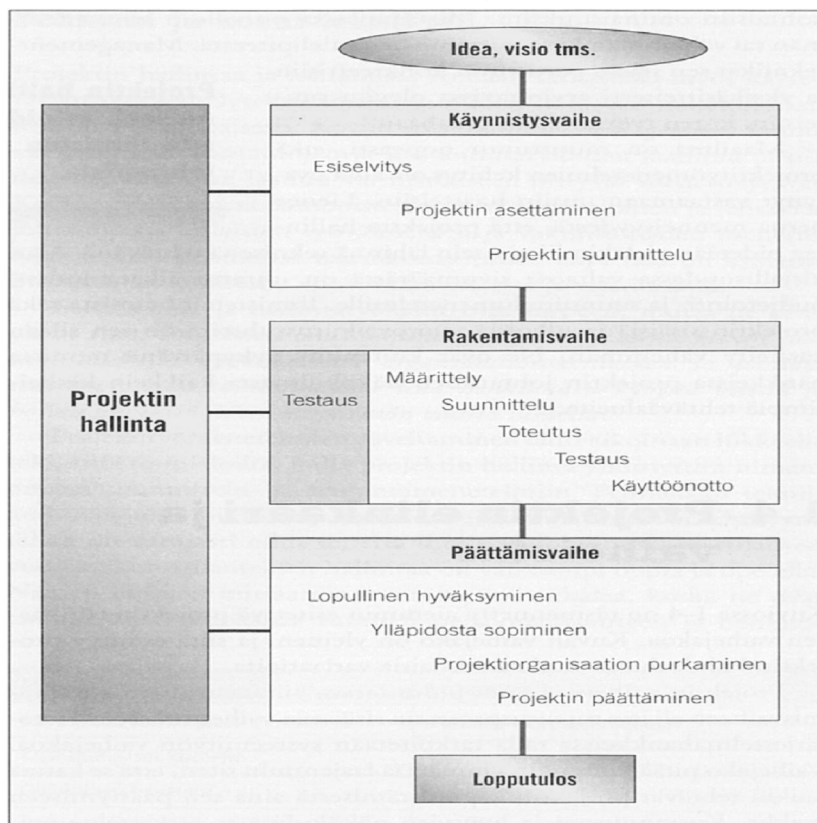 Idea, visio tms.
Käynnistysvaihe
Esiselvitys
Projektin asettaminen
Projektin suunnittelu
Projektin
hallinta
Rakentamisvaihe
Testaus
Määrittely
Suunnittelu
Toteutus
Testaus
Käyttöönotto
Päättämisvaihe
Lopullinen hyväksyminen
Ylläpidosta sopiminen
Projektiorganisaation purkaminen
Projektin päättäminen
Lopputulos